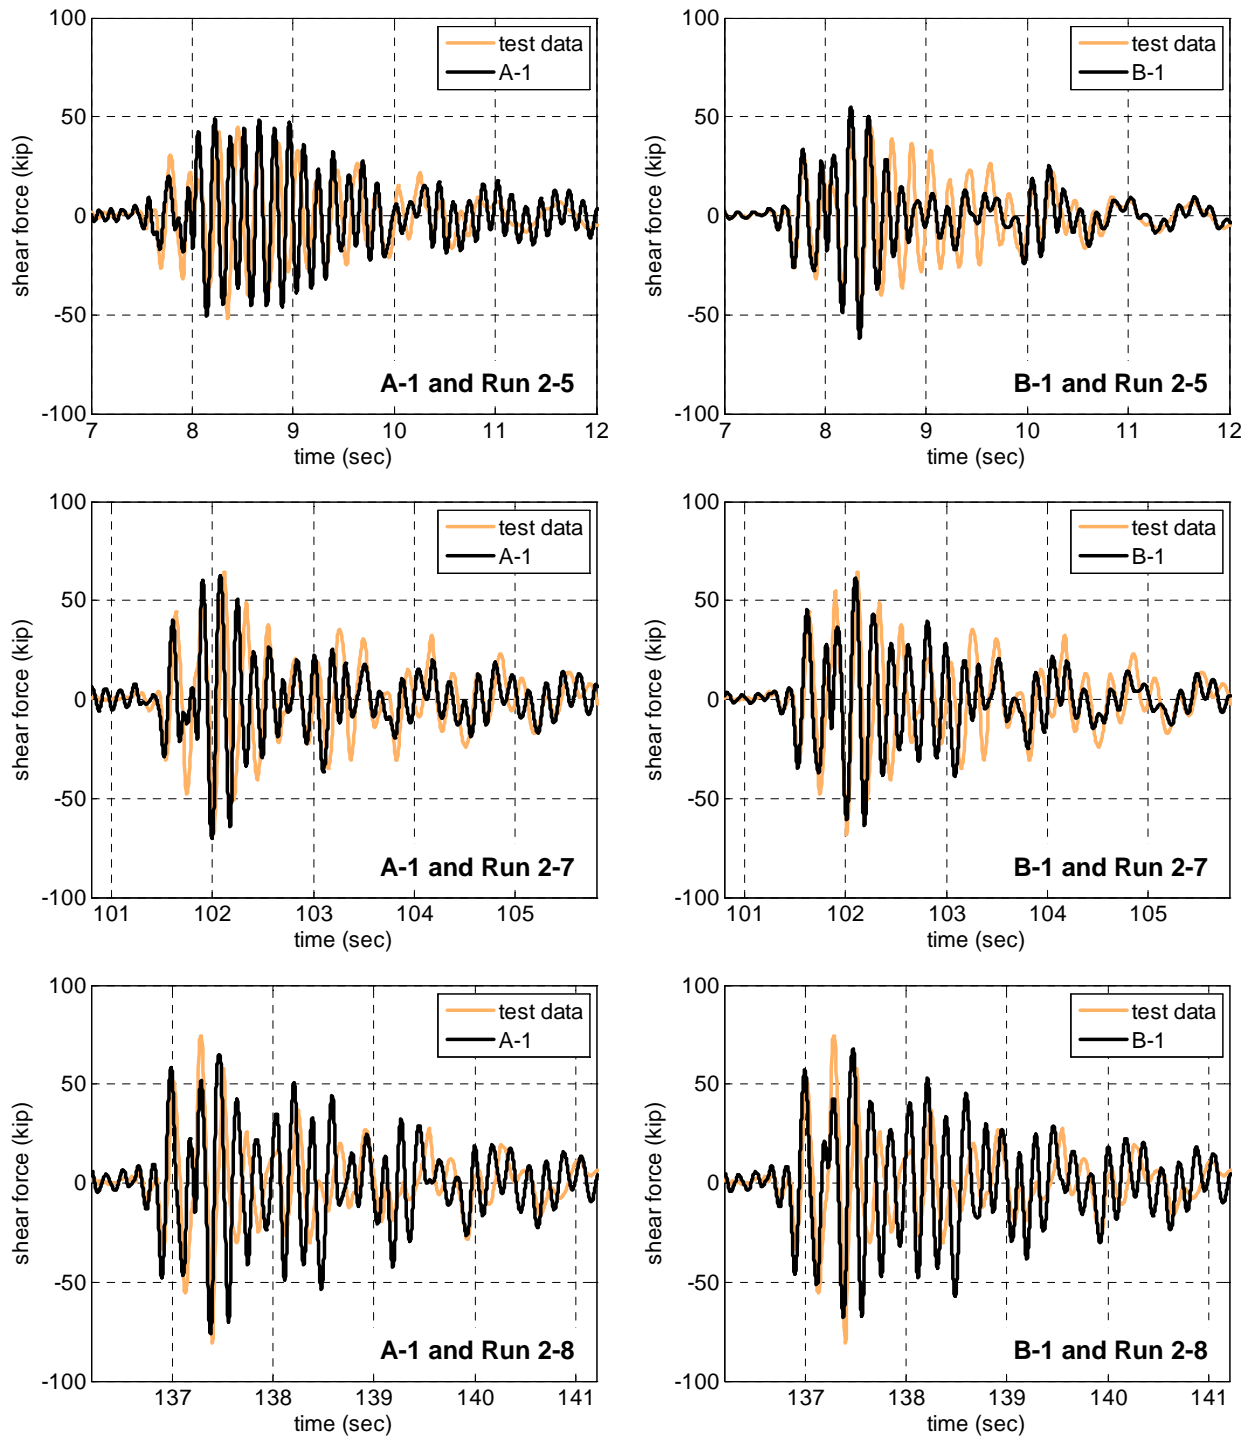 100
50
0
-50
-100
shear force (kip)
test data
A-1
A-1 and Run 2-5
7 8 9 10 11 12
time (sec)
100
50
0
-50
-100
shear force (kip)
test data
B-1
B-1 and Run 2-5
7 8 9 10 11 12
time (sec)
100
50
0
-50
-100
shear force (kip)
test data
A-1
A-1 and Run 2-7
101 102 103 104 105
time (sec)
100
50
0
-50
-100
shear force (kip)
test data
B-1
B-1 and Run 2-7
101 102 103 104 105
time (sec)
100
50
0
-50
-100
shear force (kip)
test data
A-1
A-1 and Run 2-8
137 138 139 140 141
time (sec)
100
50
0
-50
-100
shear force (kip)
test data
B-1
B-1 and Run 2-8
137 138 139 140 141
time (sec)